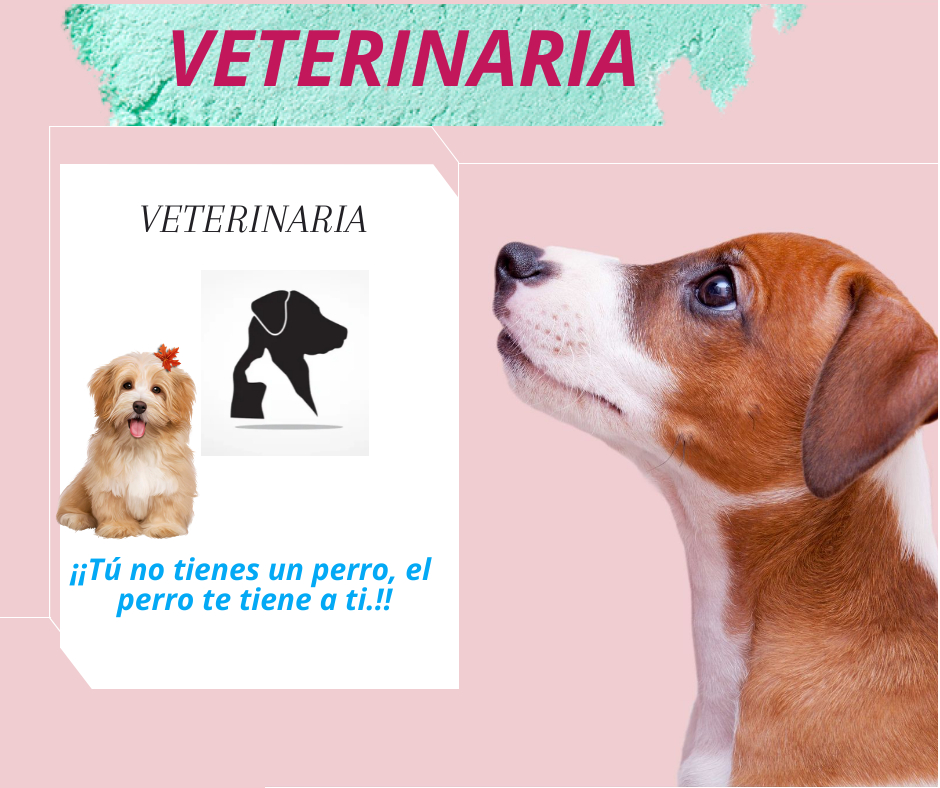 VETERINARIA
VETERINARIA
¡¡Tú no tienes un perro, el
perro te tiene a ti.!!